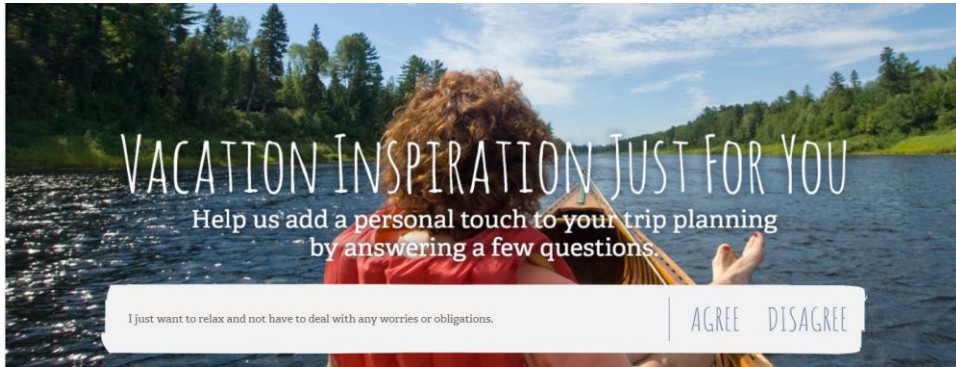 Vacation Inspiration Just For You
Help us add a personal touch to your trip planning
by answering a few questions.
I just want to relax and not have to deal with any worries or obligations.
AGREE DISAGREE